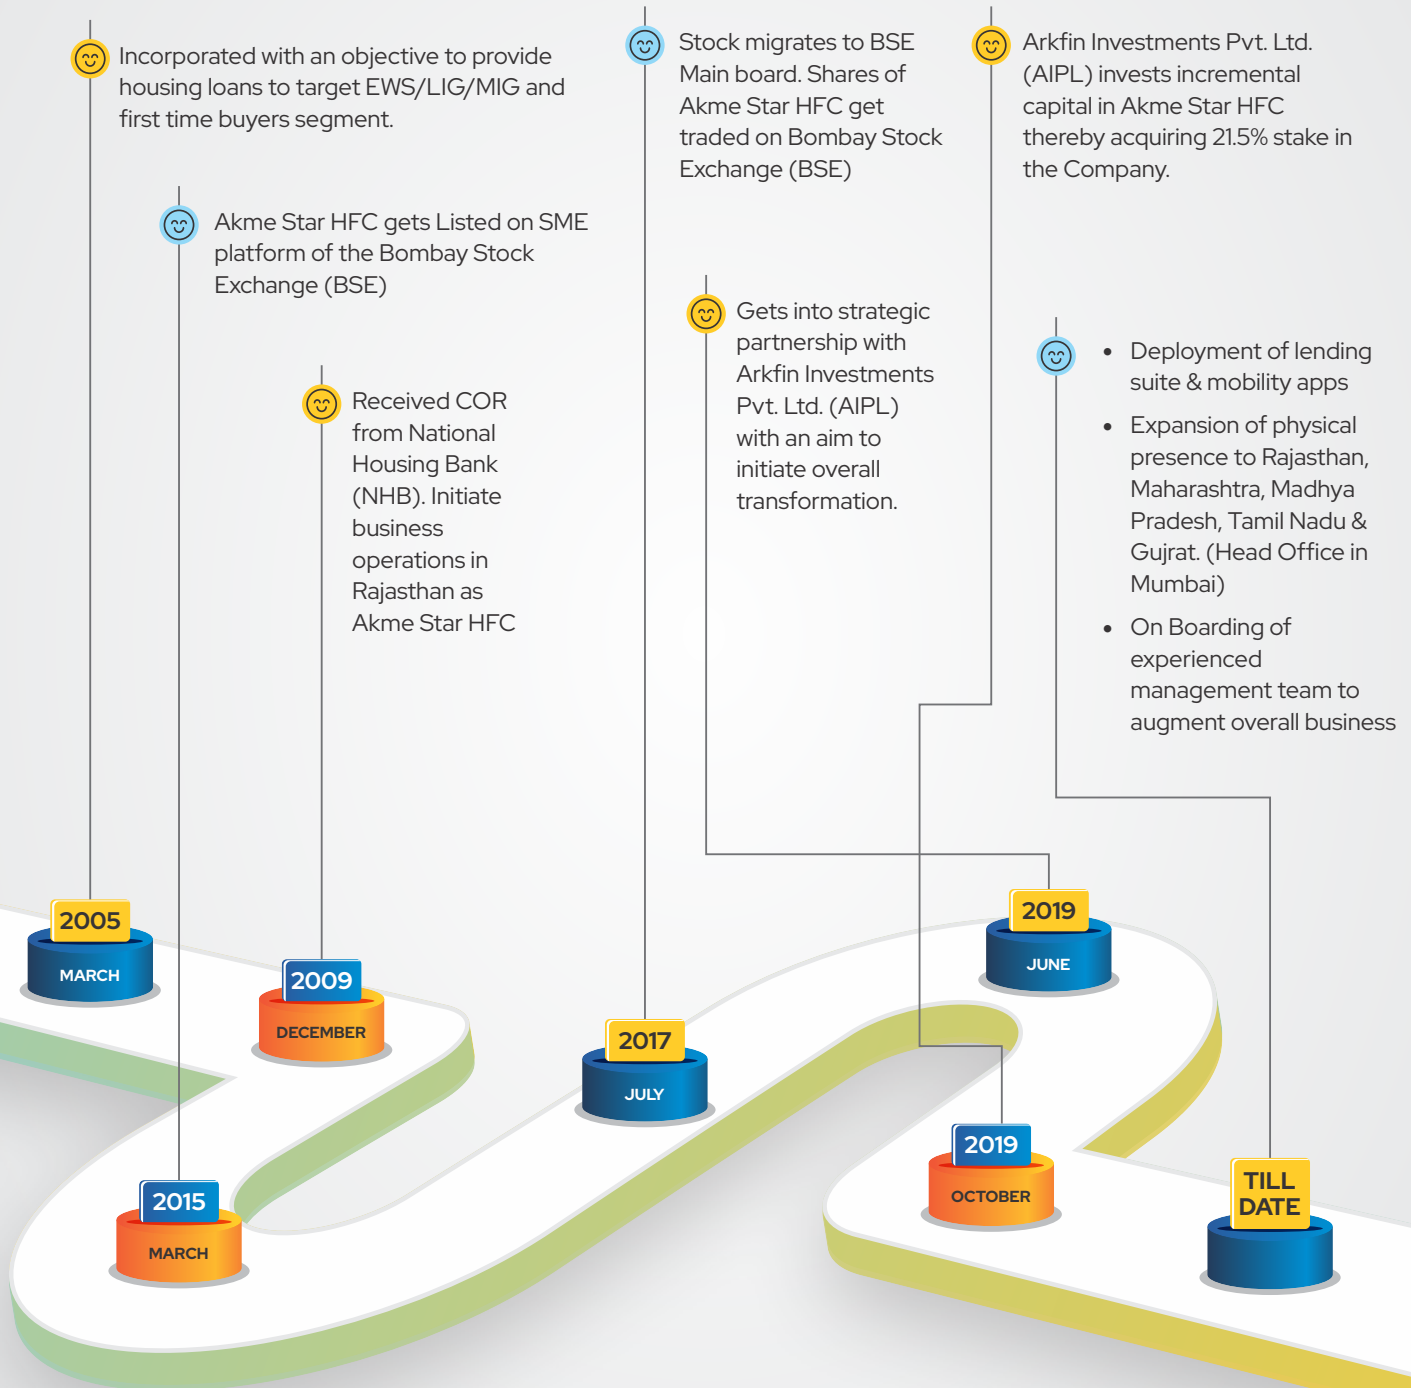 Incorporated with an objective to provide
housing loans to target EWS/LIG/MIG and
first time buyers segment.
Akme Star HFC gets Listed on SME
platform of the Bombay Stock
Exchange (BSE)
Received COR
from National
Housing Bank
(NHB). Initiate
business
operations in
Rajasthan as
Akme Star HFC
Stock migrates to BSE
Main board. Shares of
Akme Star HFC get
traded on Bombay Stock
Exchange (BSE)
Gets into strategic
partnership with
Arkfin Investments
Pvt. Ltd. (AIPL)
with an aim to
initiate overall
transformation.
Arkfin Investments Pvt. Ltd.
(AIPL) invests incremental
capital in Akme Star HFC
thereby acquiring 21.5% stake in
the Company.
• Deployment of lending
suite & mobility apps
• Expansion of physical
presence to Rajasthan,
Maharashtra, Madhya
Pradesh, Tamil Nadu &
Gujrat. (Head Office in
Mumbai)
• On Boarding of
experienced
management team to
augment overall business
2005
MARCH
2009
DECEMBER
2015
MARCH
2017
JULY
2019
JUNE
2019
OCTOBER
TILL
DATE